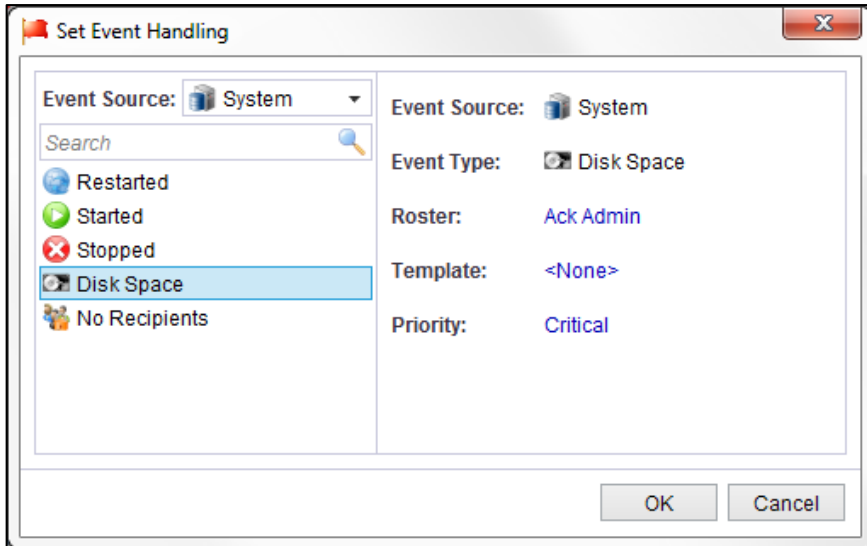 Set Event Handling
Event Source: System
Search
Restarted
Started
Stopped
Disk Space
No Recipients
Event Source: System
Event Type: Disk Space
Roster: Ack Admin
Template: <None>
Priority: Critical
OK Cancel